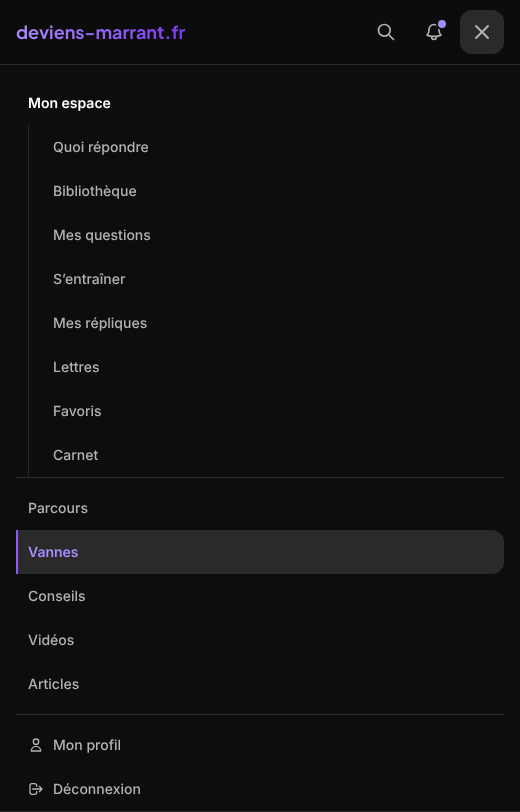 deviens-marrant.fr
Mon espace
Quoi répondre
Bibliothèque
Mes questions
S’entraîner
Mes répliques
Lettres
Favoris
Carnet
Parcours
Vannes
Conseils
Vidéos
Articles
Mon profil
Déconnexion